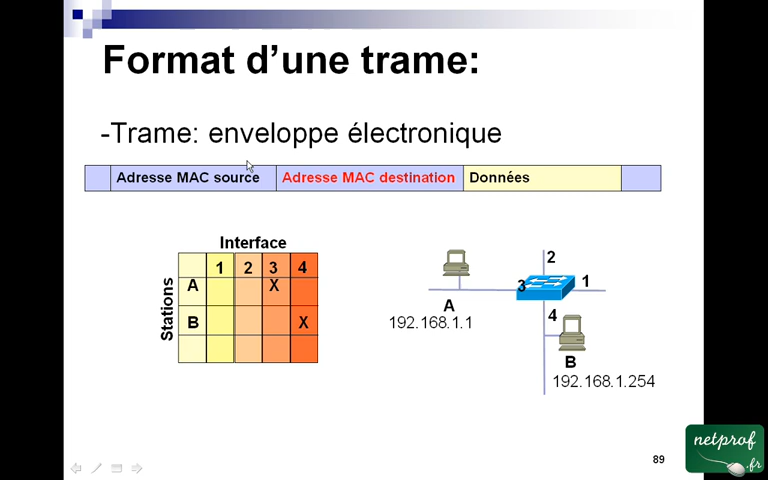 Format d'une trame:
-Trame: enveloppe électronique
Adresse MAC source Adresse MAC destination Données
Interface
1 2 3 4
A X
B X
Stations
2
3 1
A
4
192.168.1.1
B
192.168.1.254
89
netprof
.fr